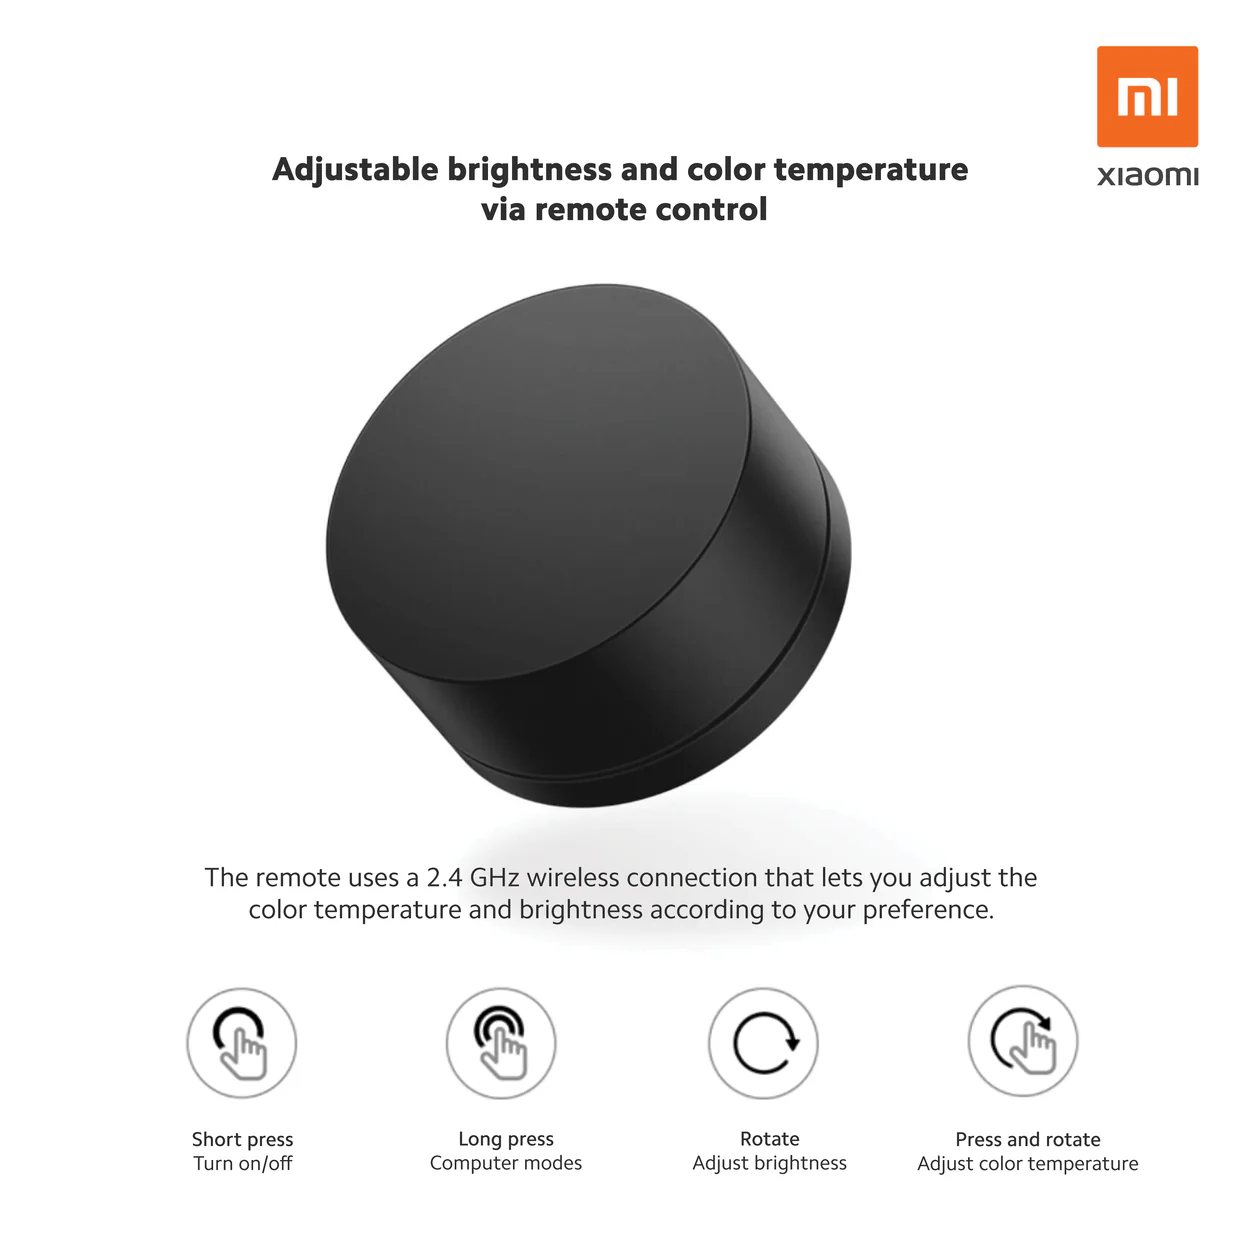 mi
xiaomi
Adjustable brightness and color temperature
via remote control
The remote uses a 2.4 GHz wireless connection that lets you adjust the
color temperature and brightness according to your preference.
Short press
Turn on/off
Long press
Computer modes
Rotate
Adjust brightness
Press and rotate
Adjust color temperature